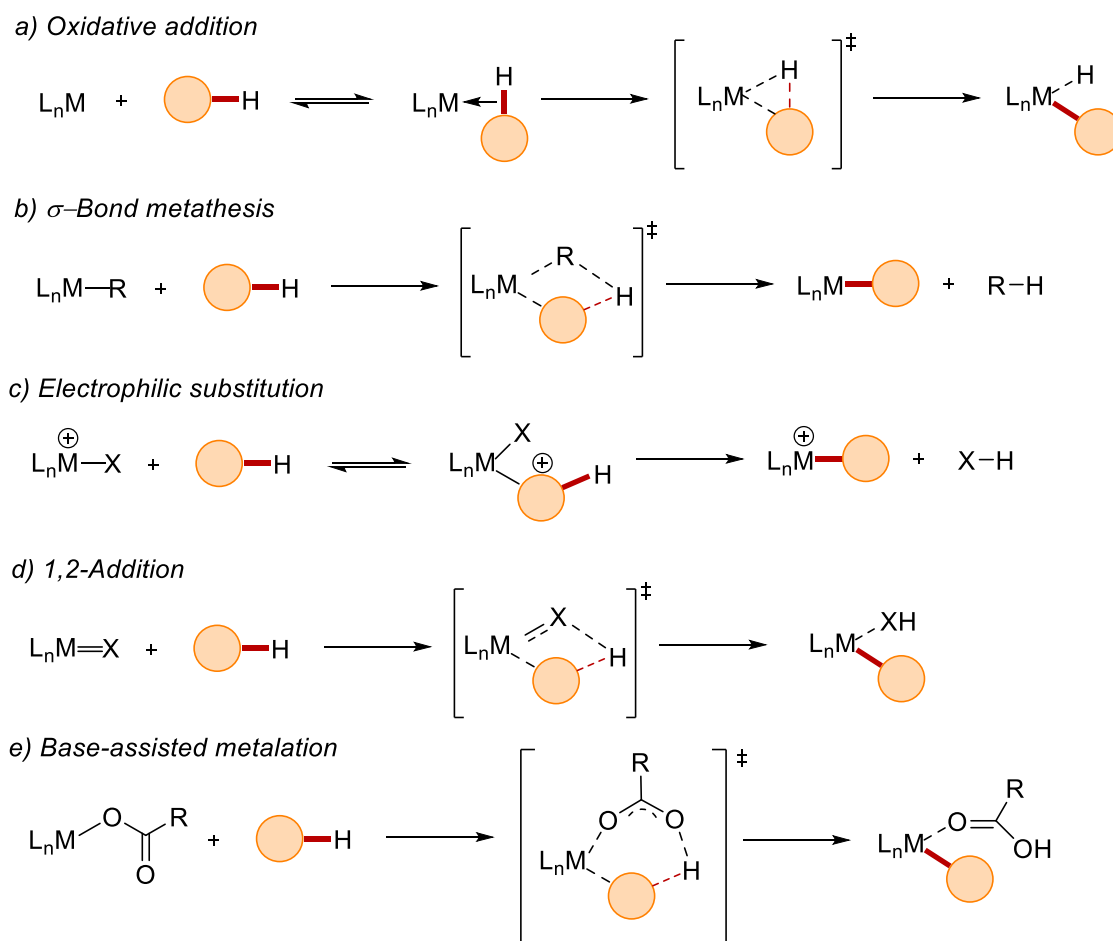 a) Oxidative addition
LnM + H LnM H LnM H ‡ LnM H
b) σ–Bond metathesis
LnM R + H LnM R H ‡ LnM + R H
c) Electrophilic substitution
LnM + X + H LnM X + H LnM + + X H
d) 1,2-Addition
LnM X + H LnM X H ‡ LnM XH
e) Base-assisted metalation
LnM O R O + H LnM O R O H ‡ LnM O R OH